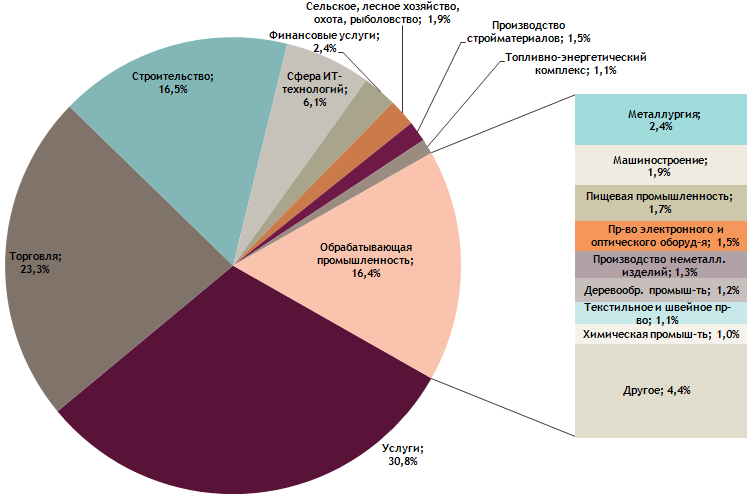 Сельское, лесное хозяйство,
охота, рыболовство; 1,9%
Производство
стройматериалов; 1,5%
Финансовые услуги;
2,4%
Топливно-энергетический
комплекс; 1,1%
Строительство;
16,5%
Сфера ИТ-
технологий;
6,1%
Торговля;
23,3%
Обрабатывающая
промышленность;
16,4%
Услуги;
30,8%
Металлургия;
2,4%
Машиностроение;
1,9%
Пищевая промышленность;
1,7%
Пр-во электронного и
оптического оборуд-я; 1,5%
Производство неметалл.
изделий; 1,3%
Деревообр. промыш-ть; 1,2%
Текстильное и швейное пр-
во; 1,1%
Химическая промыш-ть; 1,0%
Другое; 4,4%